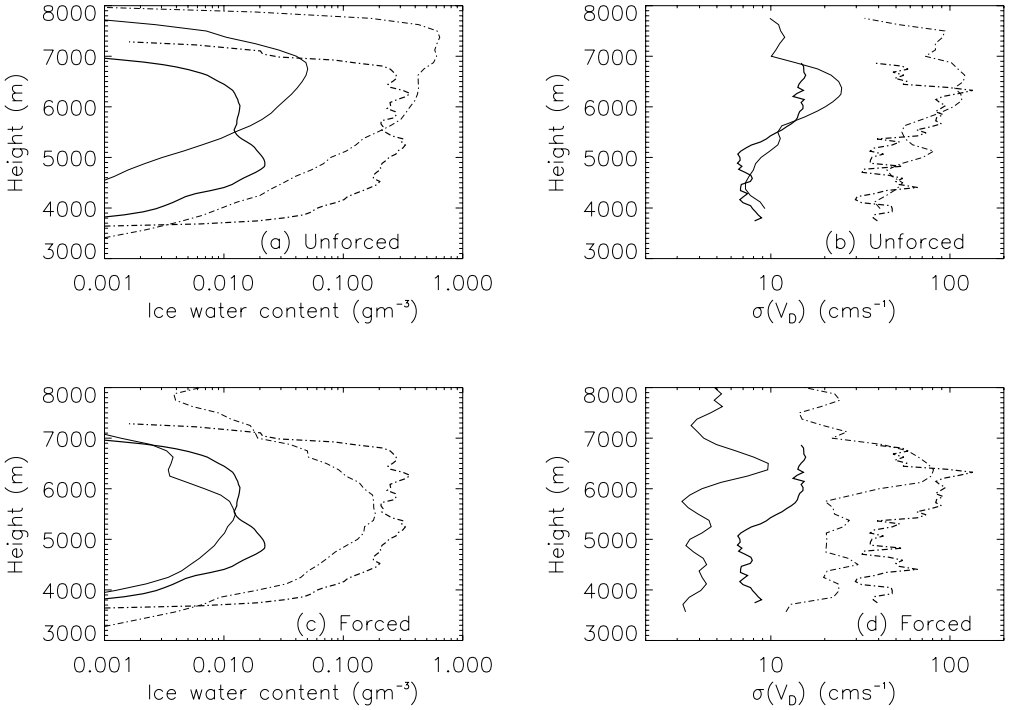 8000
7000
6000
5000
4000
3000
Height (m)
(a) Unforced
0.001 0.010 0.100 1.000
Ice water content (gm⁻³)
Height (m)
(b) Unforced
8000
7000
6000
5000
4000
3000
10 100
σ(V_D) (cms⁻¹)
8000
7000
6000
5000
4000
3000
Height (m)
(c) Forced
0.001 0.010 0.100 1.000
Ice water content (gm⁻³)
8000
7000
6000
5000
4000
3000
Height (m)
(d) Forced
10 100
σ(V_D) (cms⁻¹)